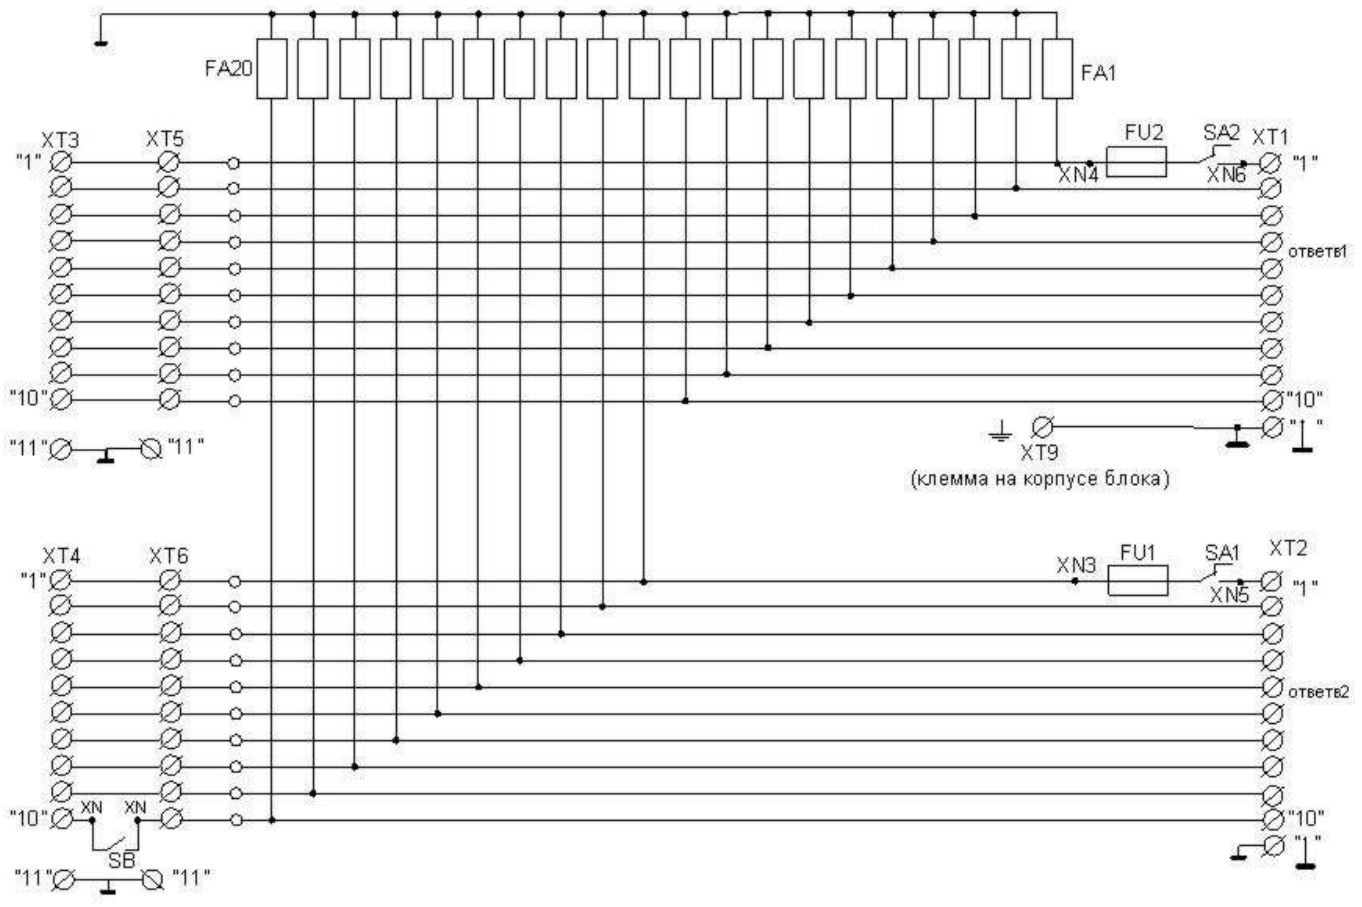 FA20
FA1
XT3
XT5
FU2
SA2
XT1
"1"
XN4
XN6
"1"
ответв1
"10"
"10"
"11"
"11"
"1"
XT9
(клемма на корпусе блока)
XT4
XT6
XN3
FU1
SA1
XT2
"1"
XN5
"1"
ответв2
"10"
XN
XN
"10"
SB
"1"
"11"
"11"